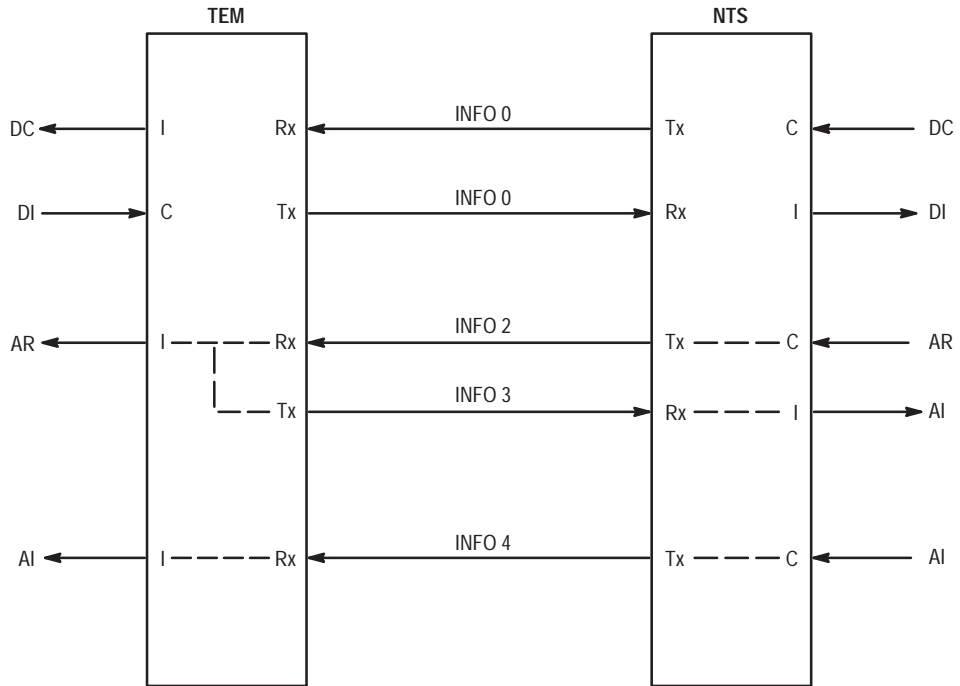 TEM NTS
DC I Rx INFO 0 Tx C DC
DI C Tx INFO 0 Rx I DI
AR I Rx INFO 2 Tx C AR
Tx INFO 3 Rx I AI
AI I Rx INFO 4 Tx C AI